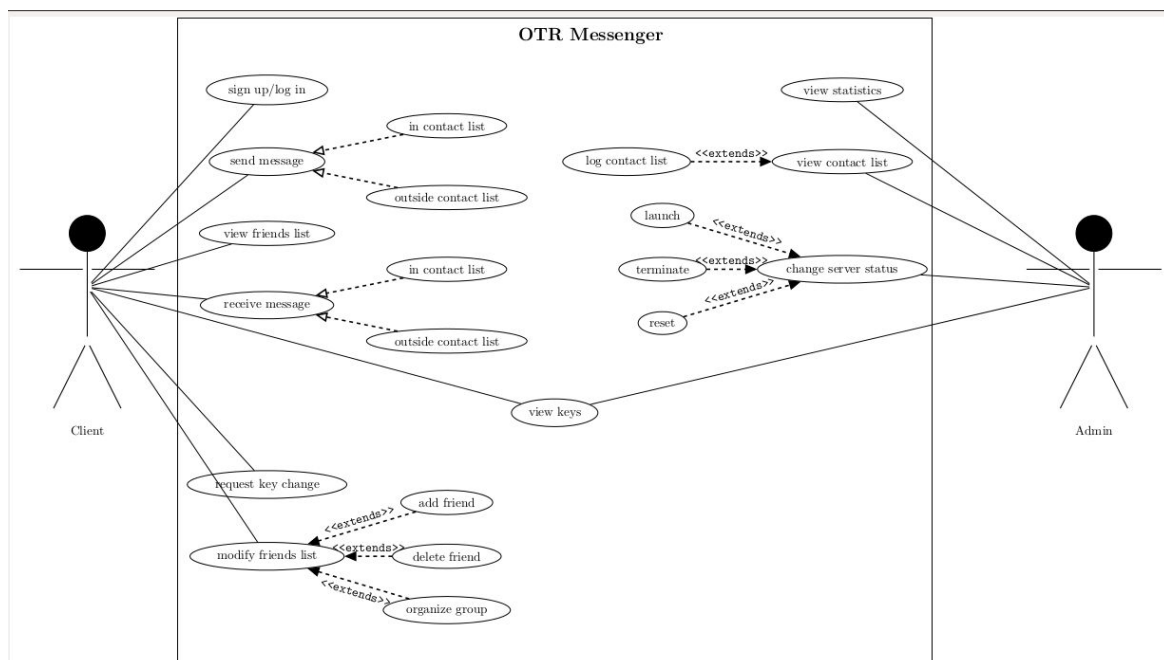 OTR Messenger
sign up/log in
view statistics
in contact list
send message
log contact list
<<extends>>
view contact list
outside contact list
launch
<<extends>>
view friends list
in contact list
terminate
<<extends>>
change server status
receive message
<<extends>>
reset
outside contact list
view keys
Client
Admin
request key change
add friend
<<extends>>
modify friends list
<<extends>>
delete friend
<<extends>>
organize group